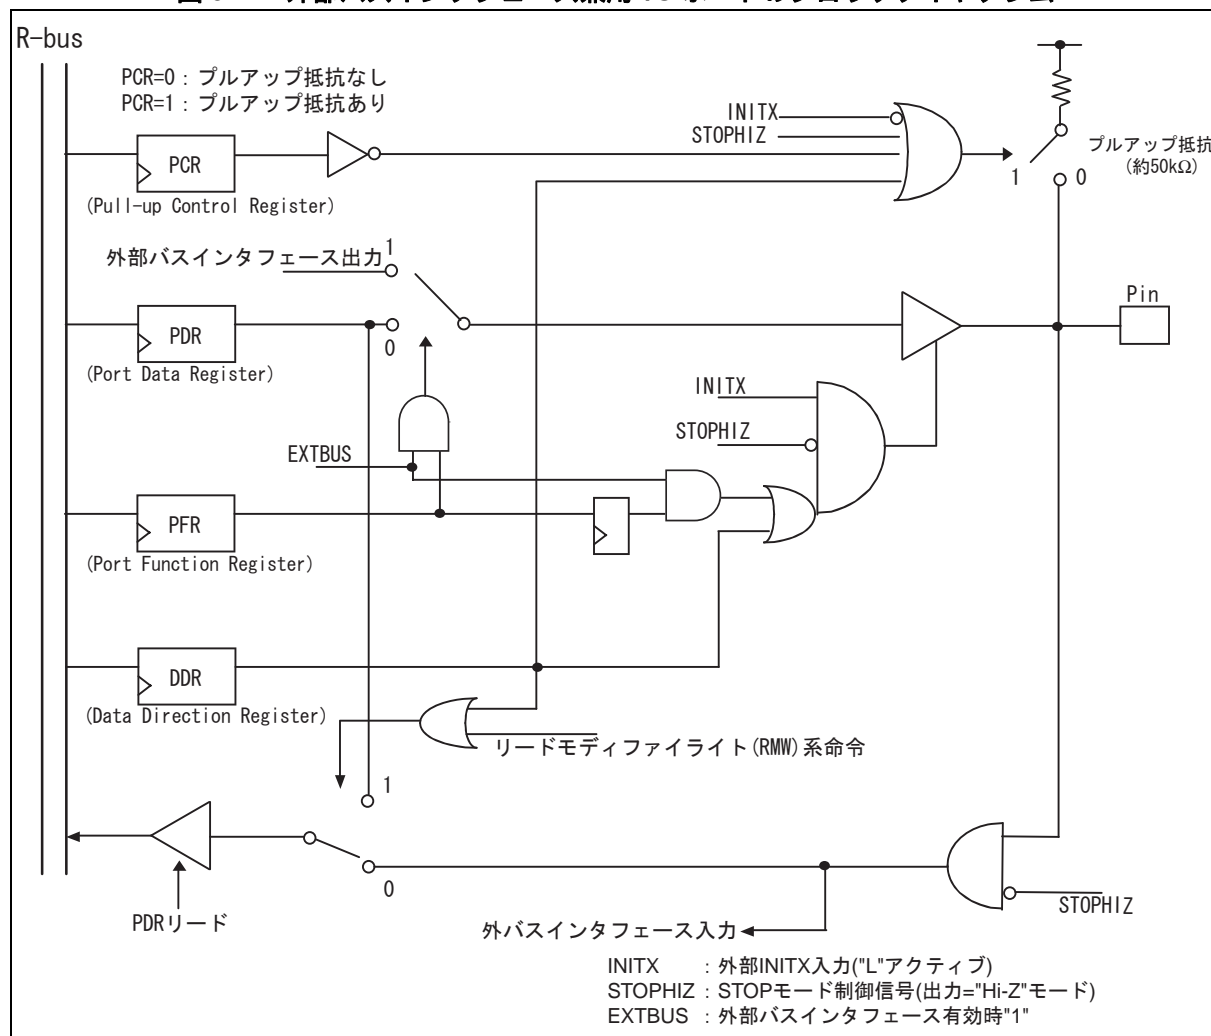 R-bus
PCR=0 : プルアップ抵抗なし
PCR=1 : プルアップ抵抗あり
INITX
STOPHIZ
PCR
(Pull-up Control Register)
1
0
プルアップ抵抗
(約50kΩ)
外部バスインタフェース出力
1
PDR
0
(Port Data Register)
Pin
INITX
STOPHIZ
EXTBUS
PFR
(Port Function Register)
DDR
(Data Direction Register)
リードモディファイライト(RMW)系命令
1
0
PDRリード
STOPHIZ
外バスインタフェース入力
INITX : 外部INITX入力("L"アクティブ)
STOPHIZ : STOPモード制御信号(出力="Hi-Z"モード)
EXTBUS : 外部バスインタフェース有効時"1"